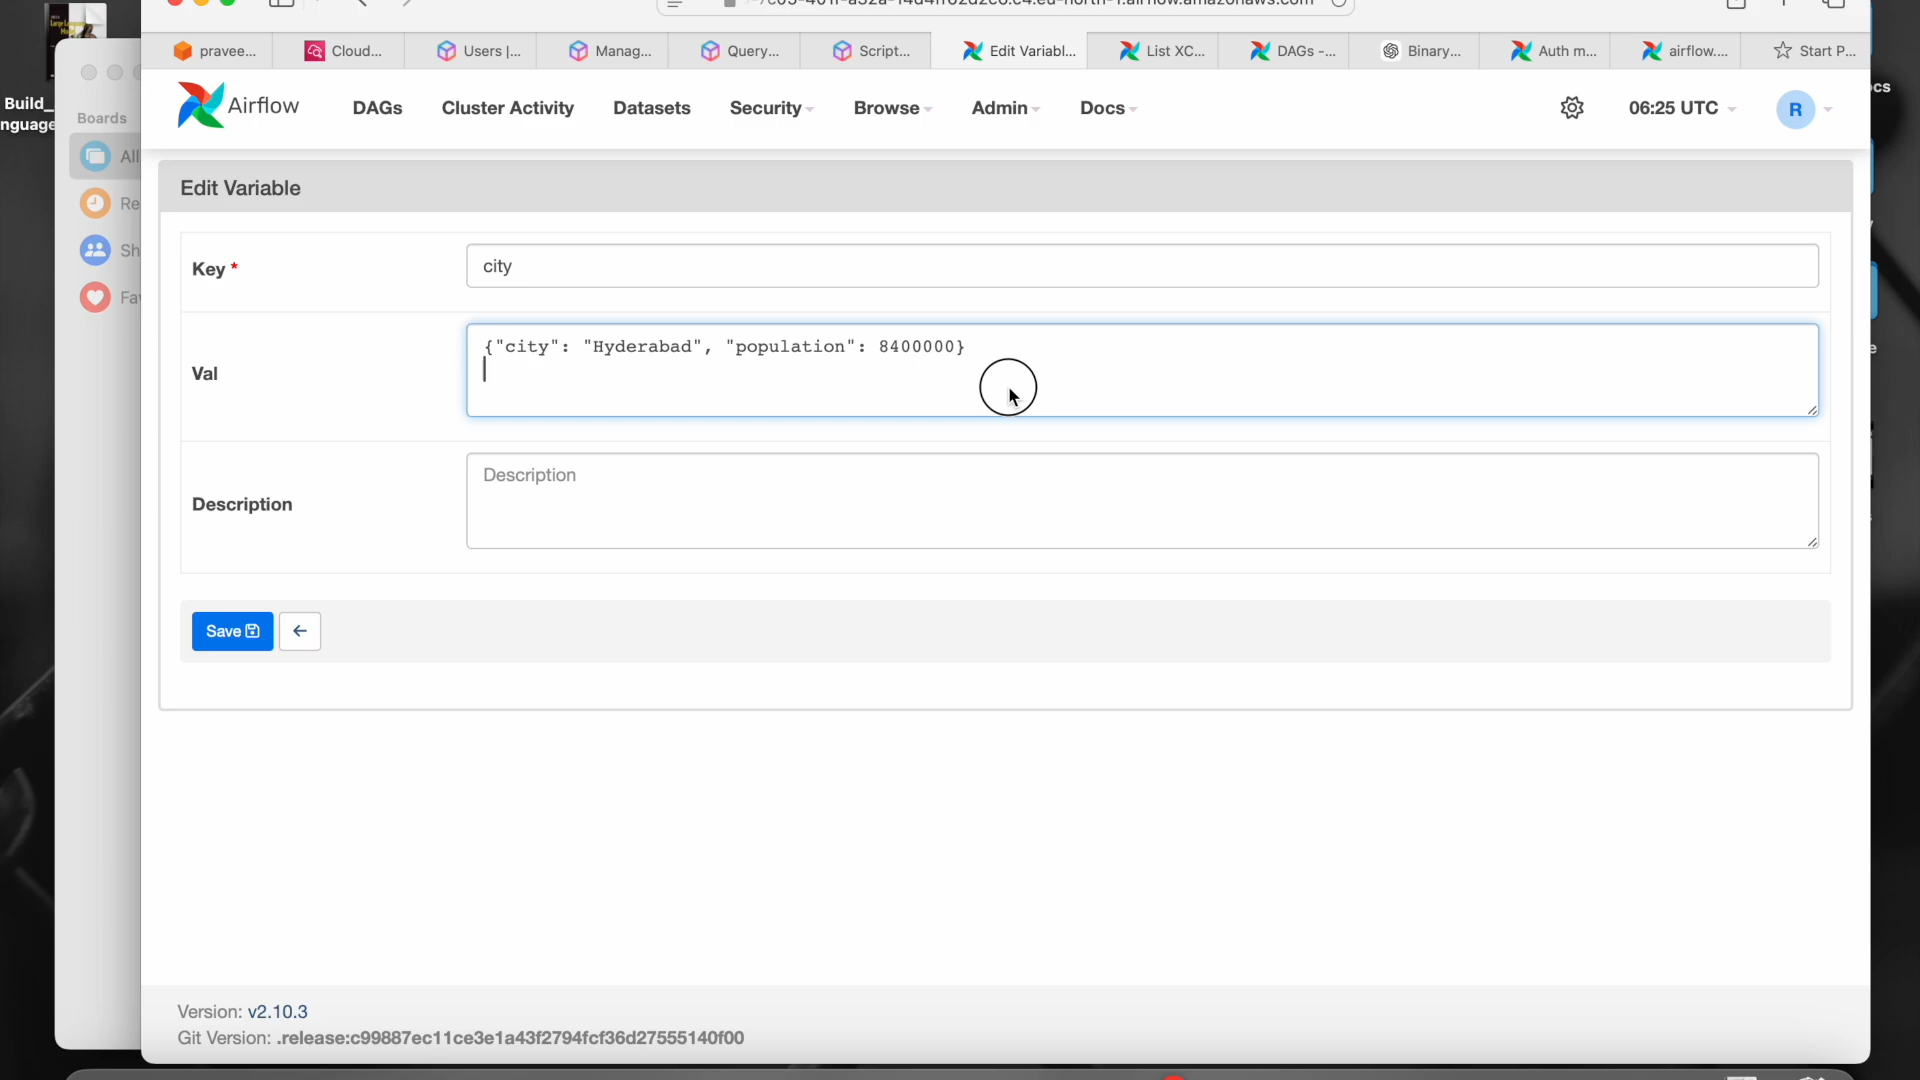 pravee...
Cloud...
Users |...
Manag...
Query...
Script...
Edit Variabl...
List XC...
DAGs -...
Binary...
Auth m...
airflow....
Start P...
Airflow
DAGs
Cluster Activity
Datasets
Security
Browse
Admin
Docs
06:25 UTC
R
Build_
nguage
Boards
All
Re
Sh
Fa
Edit Variable
Key *
city
Val
{"city": "Hyderabad", "population": 8400000}
Description
Description
Save
Version: v2.10.3
Git Version: .release:c99887ec11ce3e1a43f2794fcf36d27555140f00